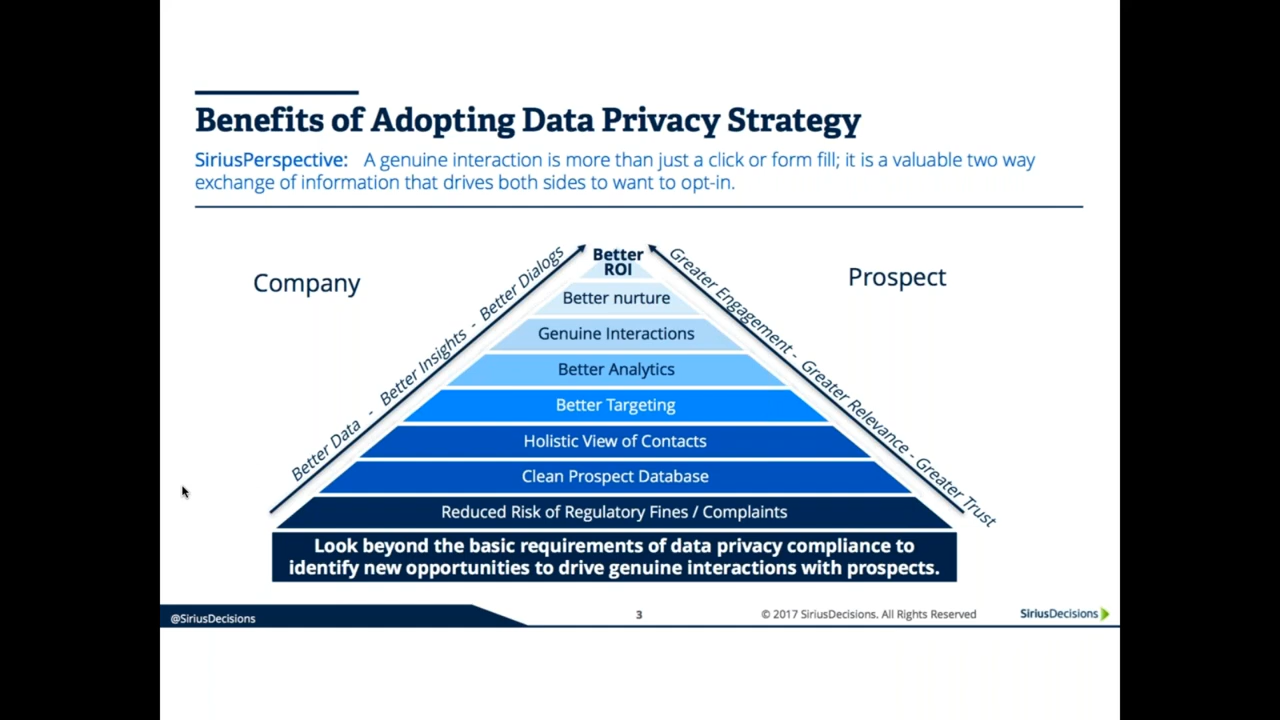 Benefits of Adopting Data Privacy Strategy
SiriusPerspective: A genuine interaction is more than just a click or form fill; it is a valuable two way
exchange of information that drives both sides to want to opt-in.
Company
Prospect
Better Data - Better Insights - Better Dialogs
Greater Engagement - Greater Relevance - Greater Trust
Better
ROI
Better nurture
Genuine Interactions
Better Analytics
Better Targeting
Holistic View of Contacts
Clean Prospect Database
Reduced Risk of Regulatory Fines / Complaints
Look beyond the basic requirements of data privacy compliance to
identify new opportunities to drive genuine interactions with prospects.
@SiriusDecisions
3
© 2017 SiriusDecisions. All Rights Reserved
SiriusDecisions